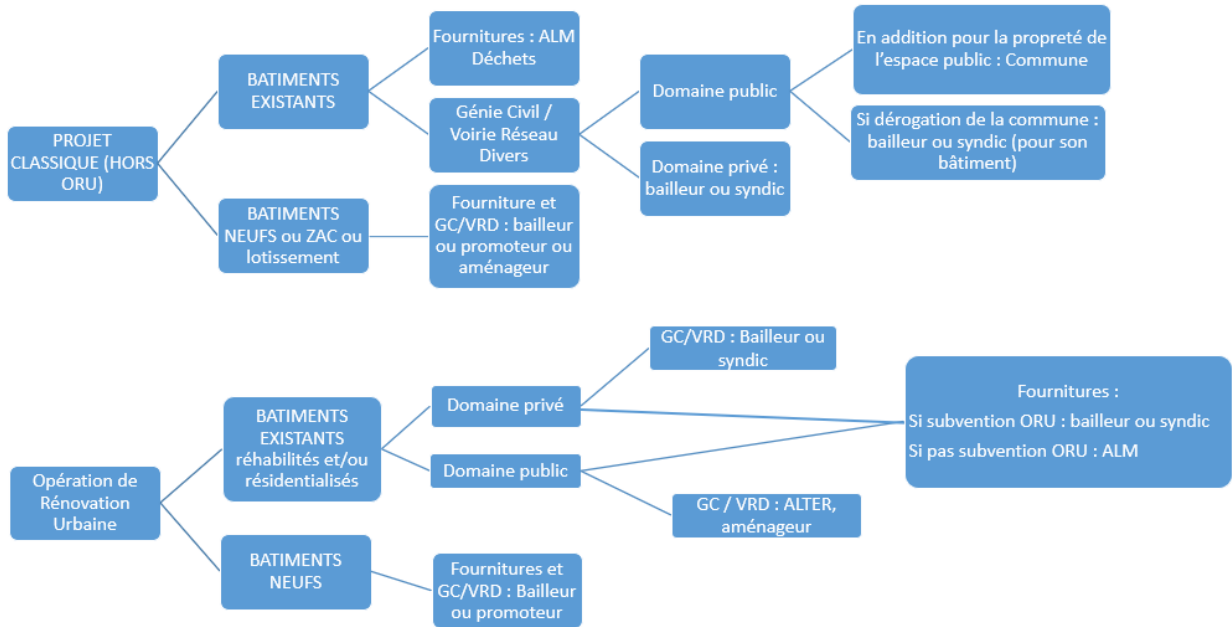 PROJET
CLASSIQUE (HORS
ORU)
BATIMENTS
EXISTANTS
Fournitures : ALM
Déchets
Génie Civil /
Voirie Réseau
Divers
Domaine public
En addition pour la propreté de
l’espace public : Commune
Si dérogation de la commune :
bailleur ou syndic (pour son
bâtiment)
Domaine privé :
bailleur ou syndic
BATIMENTS
NEUFS ou ZAC ou
lotissement
Fourniture et
GC/VRD : bailleur
ou promoteur ou
aménageur
Opération de
Rénovation
Urbaine
BATIMENTS
EXISTANTS
réhabilités et/ou
résidentialisés
Domaine privé
GC/VRD : Bailleur ou
syndic
Domaine public
GC / VRD : ALTER,
aménageur
Fournitures :
Si subvention ORU : bailleur ou syndic
Si pas subvention ORU : ALM
BATIMENTS
NEUFS
Fournitures et
GC/VRD : Bailleur
ou promoteur